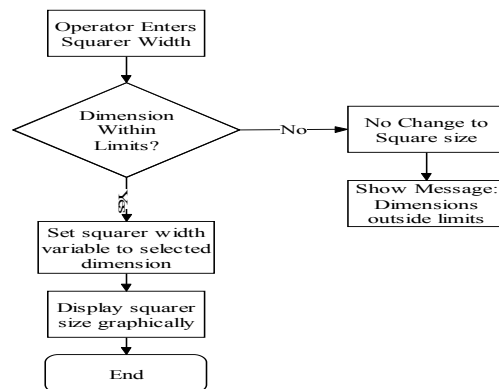 Operator Enters
Squarer Width
Dimension
Within
Limits?
No
No Change to
Square size
Show Message:
Dimensions
outside limits
Yes
Set squarer width
variable to selected
dimension
Display squarer
size graphically
End